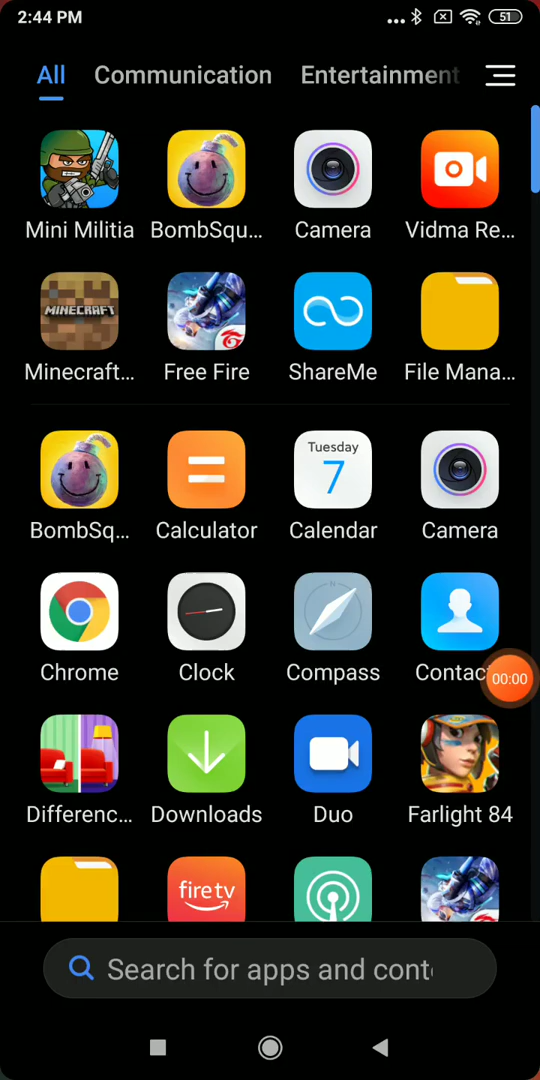 2:44 PM
51
All Communication Entertainment
Mini Militia BombSqu... Camera Vidma Re...
MINECRAFT
Minecraft... Free Fire ShareMe File Mana...
Tuesday
7
BombSq... Calculator Calendar Camera
N
Chrome Clock Compass Contac
00:00
Differenc... Downloads Duo Farlight 84
fire tv
Search for apps and cont